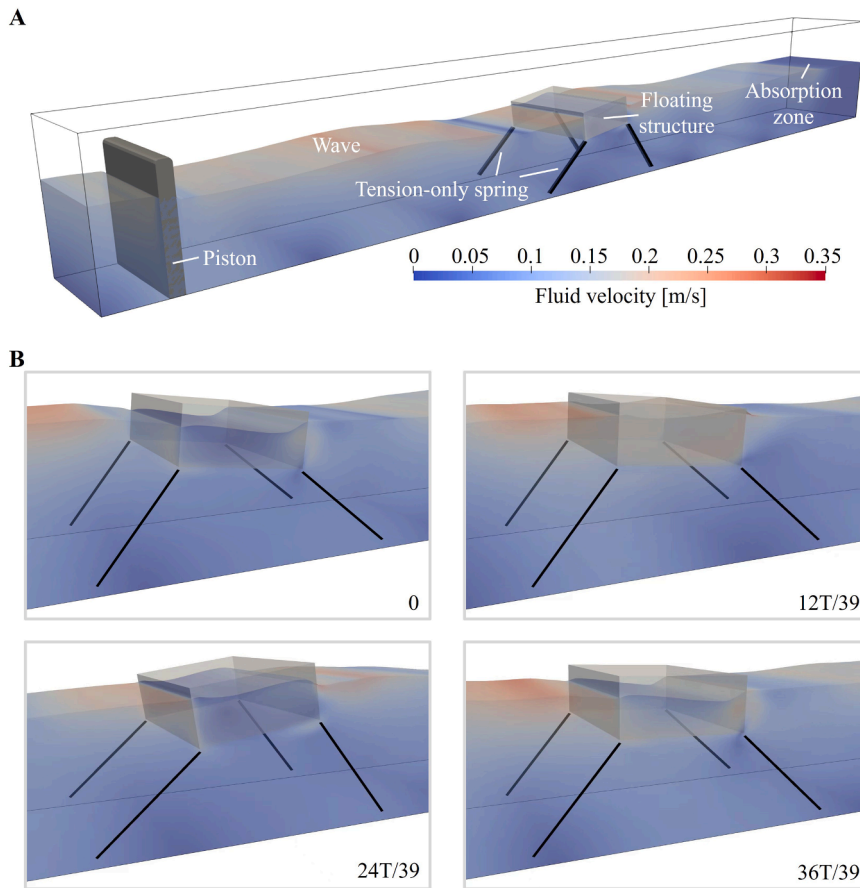 A
Wave
Floating
structure
Absorption
zone
Tension-only spring
Piston
0 0.05 0.1 0.15 0.2 0.25 0.3 0.35
Fluid velocity [m/s]
B
0
12T/39
24T/39
36T/39